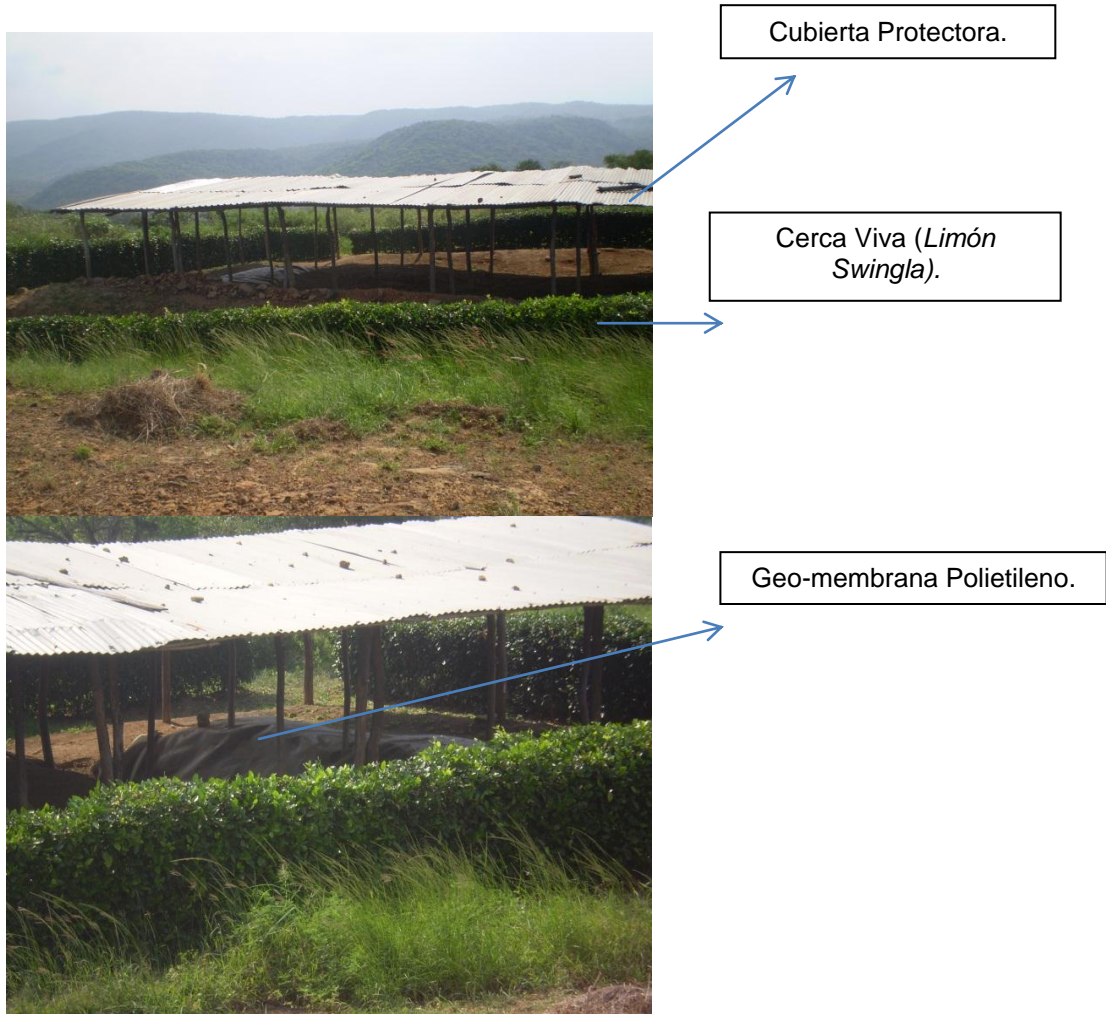 Cubierta Protectora.
Cerca Viva (Limón
Swingla).
Geo-membrana Polietileno.